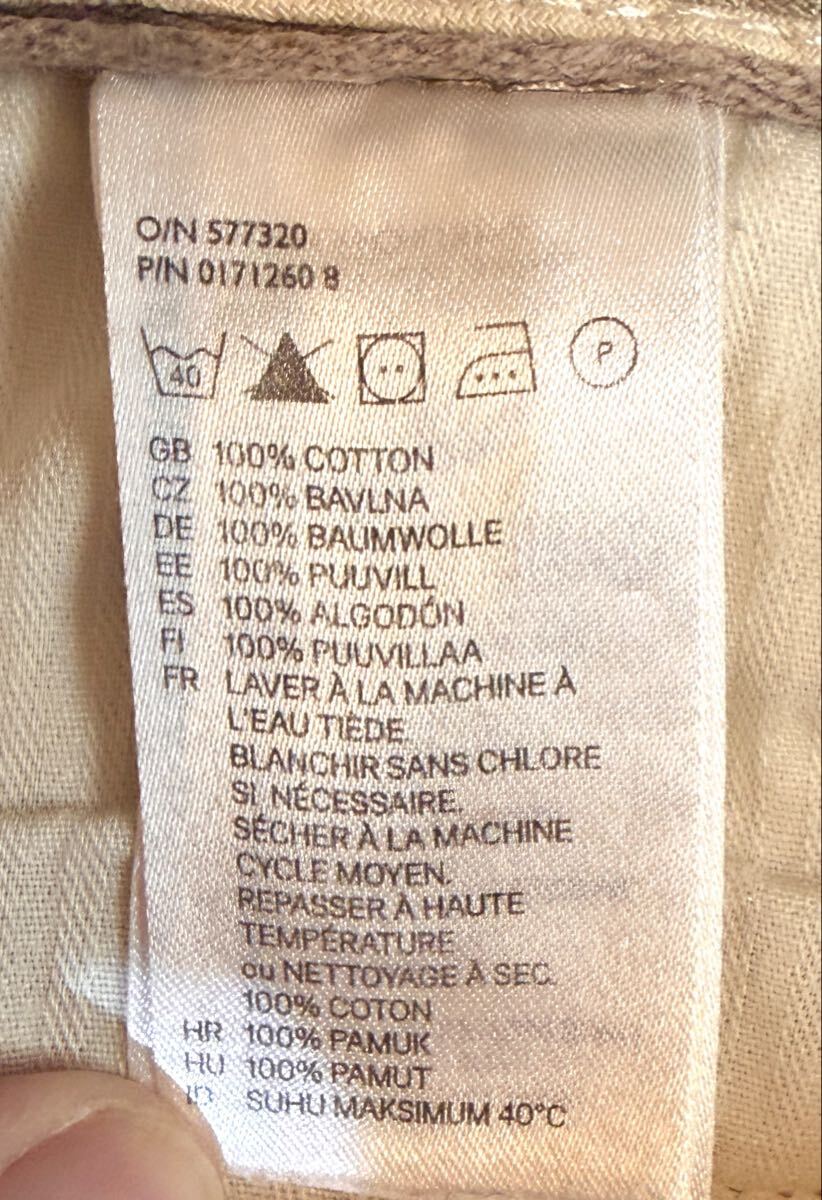 O/N 577320
P/N 0171260 8
40 P
GB 100% COTTON
CZ 100% BAVLNA
DE 100% BAUMWOLLE
EE 100% PUUVILL
ES 100% ALGODÓN
FI 100% PUUVILLAA
FR LAVER À LA MACHINE À
L'EAU TIÈDE.
BLANCHIR SANS CHLORE
SI NÉCESSAIRE.
SÉCHER À LA MACHINE
CYCLE MOYEN.
REPASSER À HAUTE
TEMPÉRATURE
ou NETTOYAGE À SEC.
100% COTON
HR 100% PAMUK
HU 100% PAMUT
ID SUHU MAKSIMUM 40°C